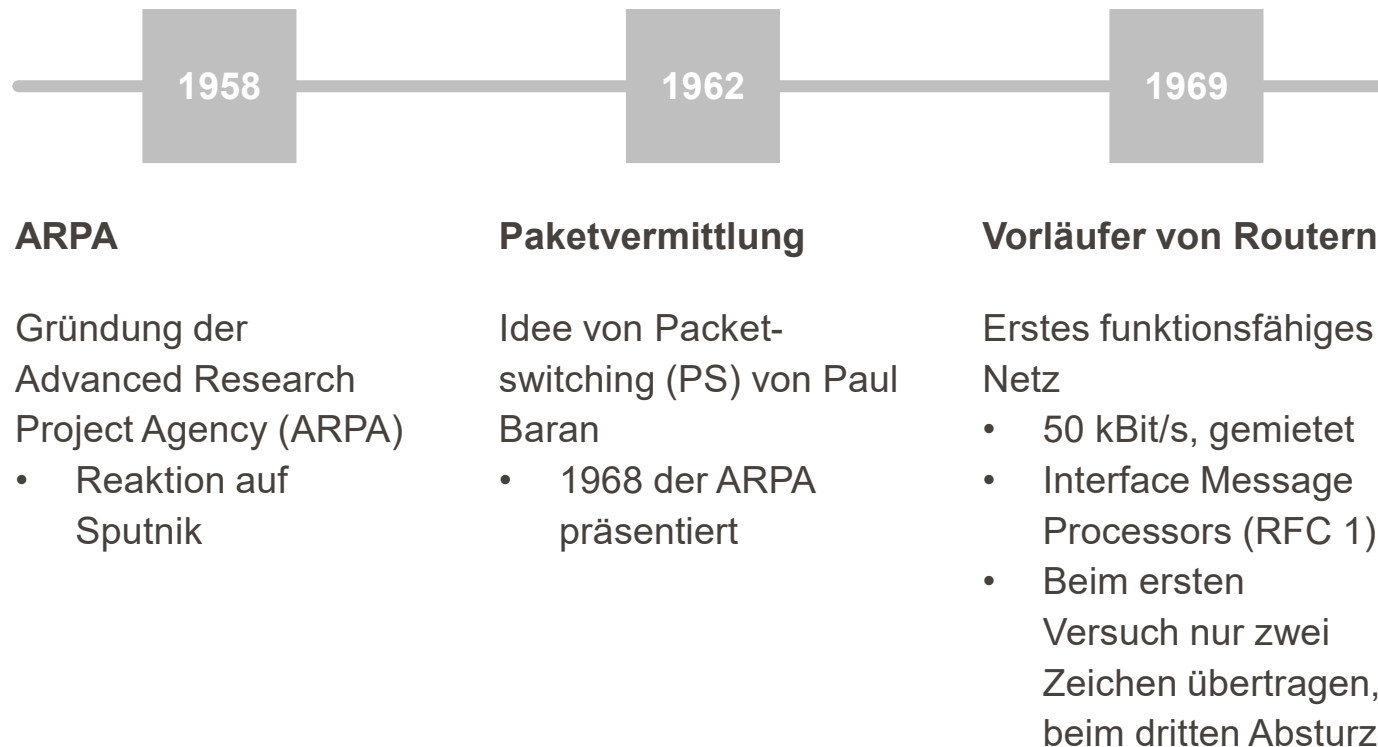 1958
1962
1969
ARPA
Gründung der
Advanced Research
Project Agency (ARPA)
• Reaktion auf
Sputnik
Paketvermittlung
Idee von Packet-
switching (PS) von Paul
Baran
• 1968 der ARPA
präsentiert
Vorläufer von Routern
Erstes funktionsfähiges
Netz
• 50 kBit/s, gemietet
• Interface Message
Processors (RFC 1)
• Beim ersten
Versuch nur zwei
Zeichen übertragen,
beim dritten Absturz